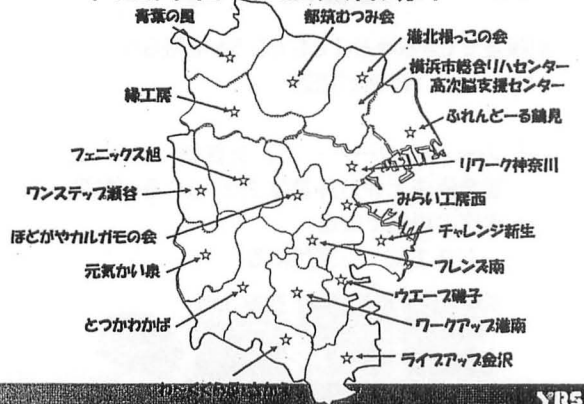 青葉の風
都筑むつみ会
港北根っこの会
横浜市総合リハセンター
高次脳支援センター
緑工房
ふれんどーる鶴見
フェニックス旭
リワーク神奈川
ワンステップ瀬谷
みらい工房西
ほどがやカルガモの会
チャレンジ新生
元気かい泉
フレンズ南
ウエーブ磯子
とつかわかば
ワークアップ港南
ライブアップ金沢
YRS